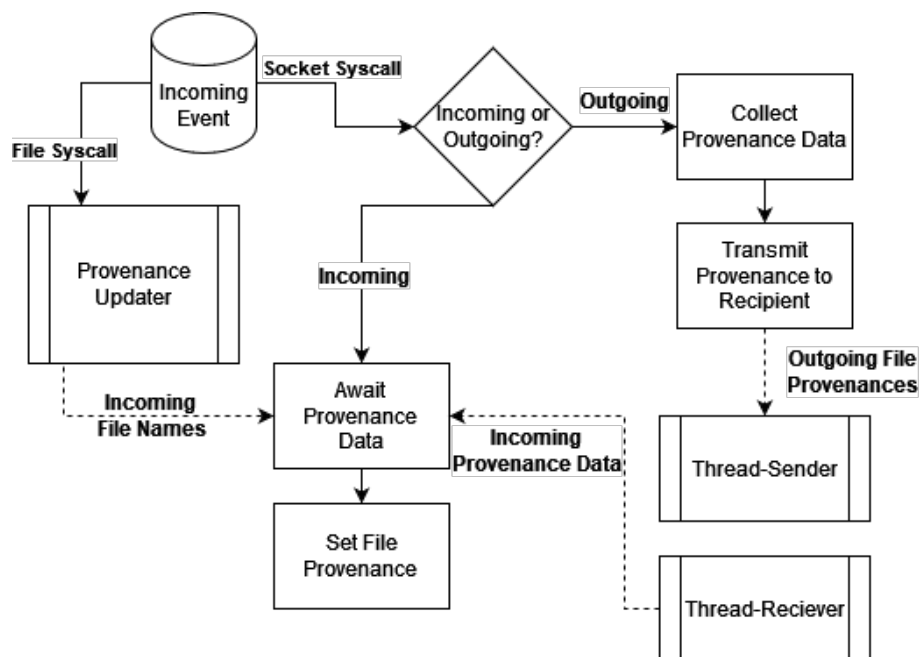 Incoming
Event
Socket Syscall
File Syscall
Incoming or
Outgoing?
Outgoing
Collect
Provenance Data
Provenance
Updater
Incoming
Transmit
Provenance to
Recipient
Outgoing File
Provenances
Await
Provenance
Data
Incoming
File Names
Incoming
Provenance Data
Thread-Sender
Set File
Provenance
Thread-Reciever